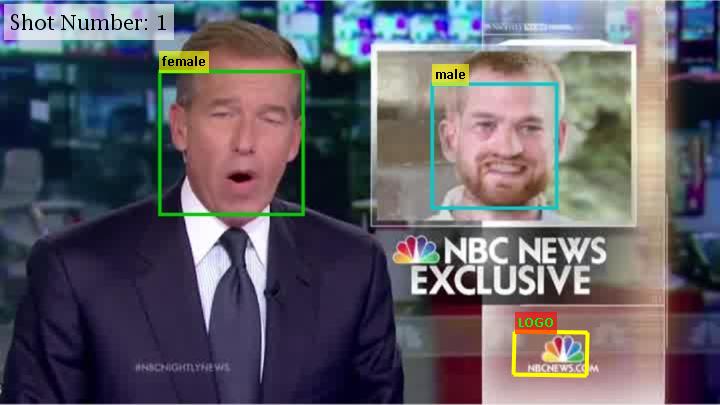 Shot Number: 1
female
male
NBC NEWS
EXCLUSIVE
LOGO
NBCNEWS.COM
#NBCNIGHTLYNEWS